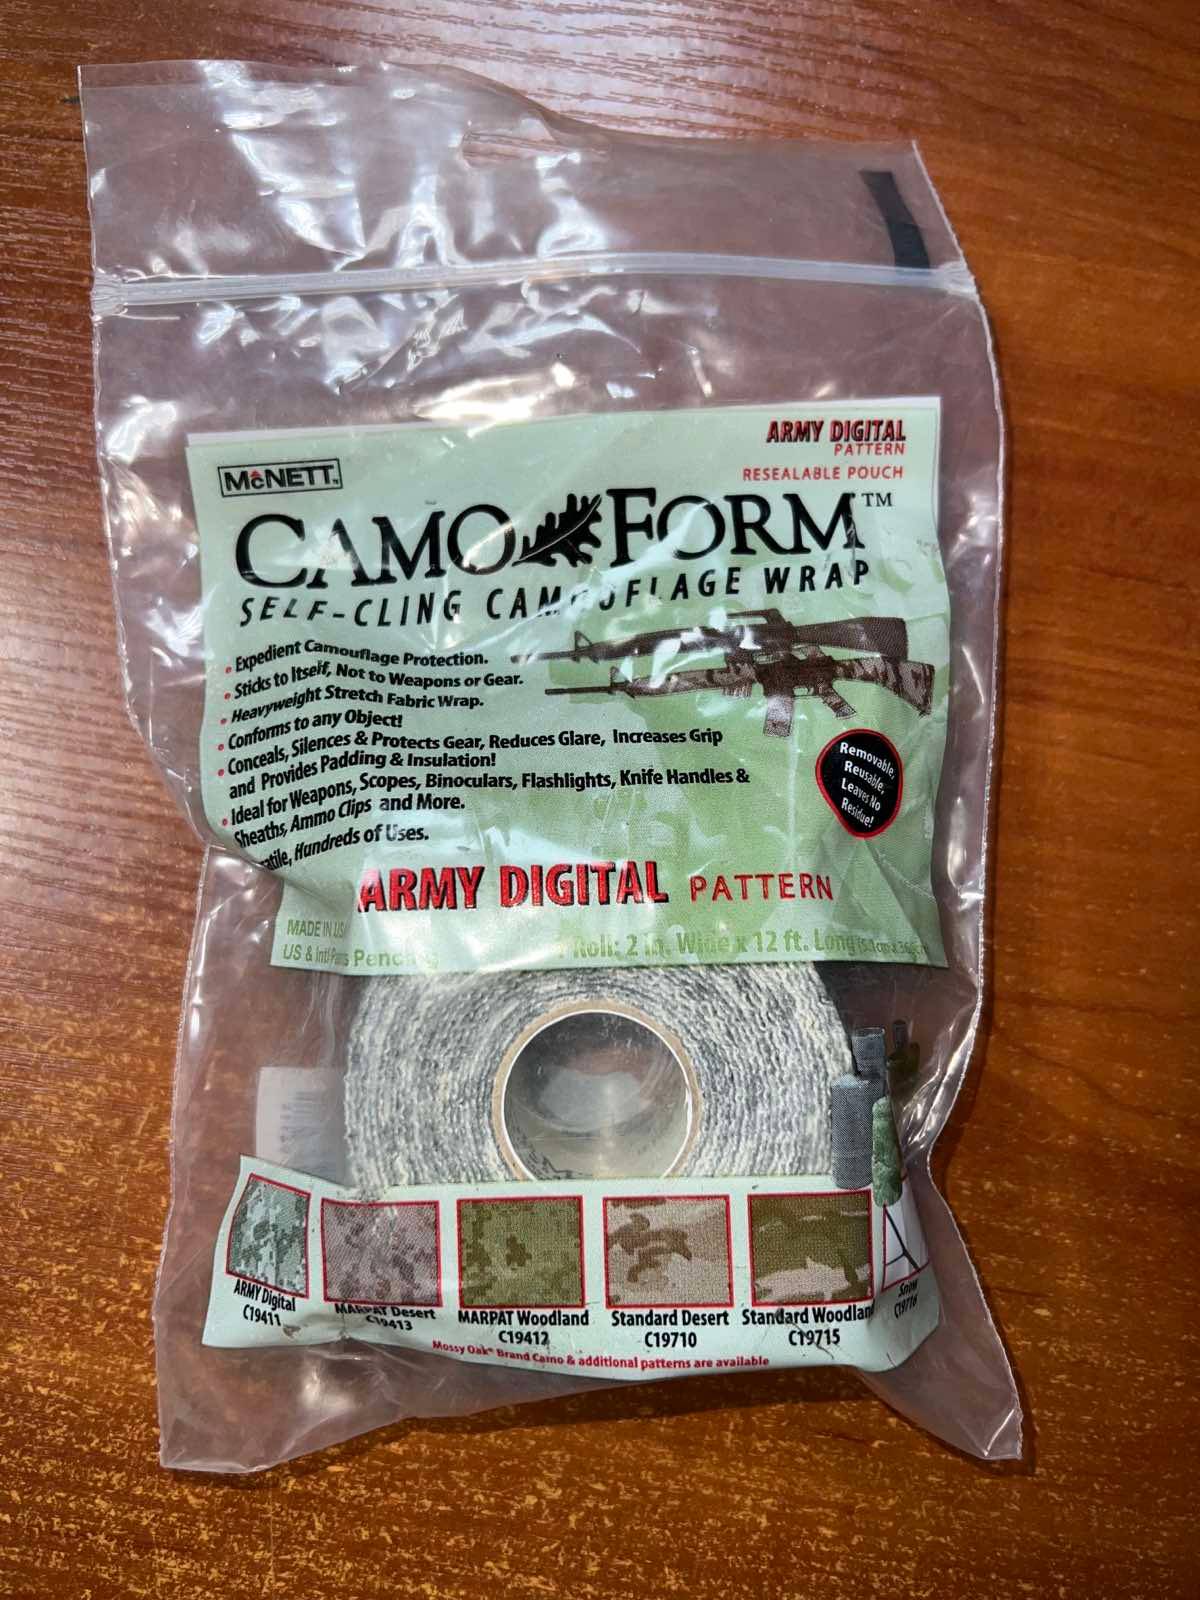 ARMY DIGITAL
PATTERN
RESEALABLE POUCH
McNETT
CAMO FORM™
SELF-CLING CAMOUFLAGE WRAP
• Expedient Camouflage Protection.
• Sticks to Itself, Not to Weapons or Gear.
• Heavyweight Stretch Fabric Wrap.
• Conforms to any Object!
• Conceals, Silences & Protects Gear, Reduces Glare, Increases Grip
and Provides Padding & Insulation!
• Ideal for Weapons, Scopes, Binoculars, Flashlights, Knife Handles &
Sheaths, Ammo Clips and More.
Hundreds of Uses.
Removable,
Reusable,
Leaves No
Residue!
ARMY DIGITAL PATTERN
MADE IN USA
US & Int'l Pending
1 Roll: 2 in. Wide x 12 ft. Long
ARMY Digital
C19411
MARPAT Desert
C19413
MARPAT Woodland
C19412
Standard Desert
C19710
Standard Woodland
C19715
Snow
C19716
Mossy Oak® Brand Camo & additional patterns are available